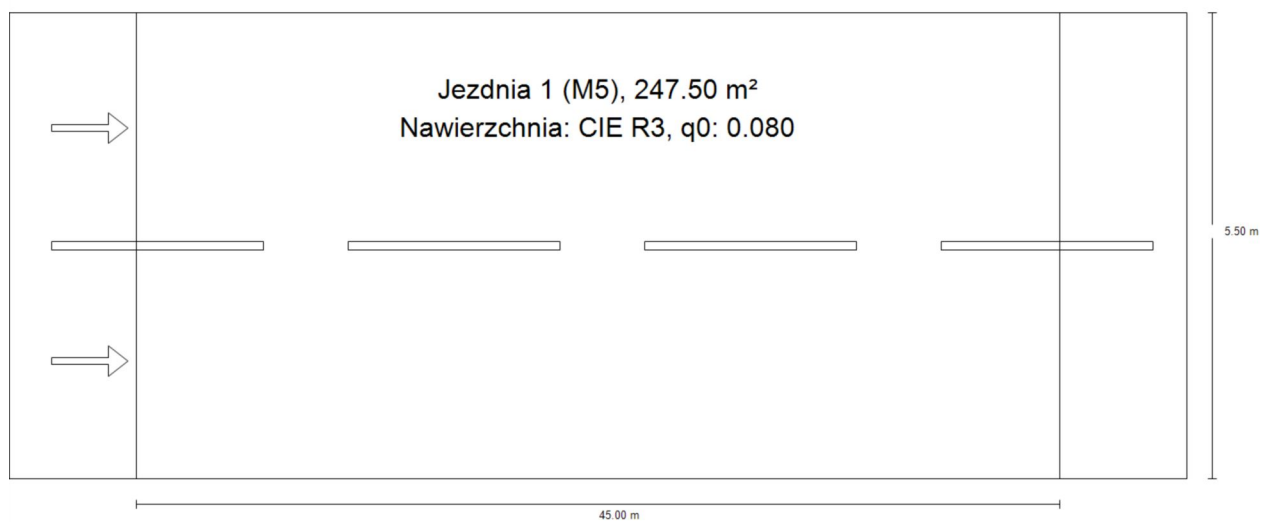 Jezdnia 1 (M5), 247.50 m²
Nawierzchnia: CIE R3, q0: 0.080
5.50 m
45.00 m